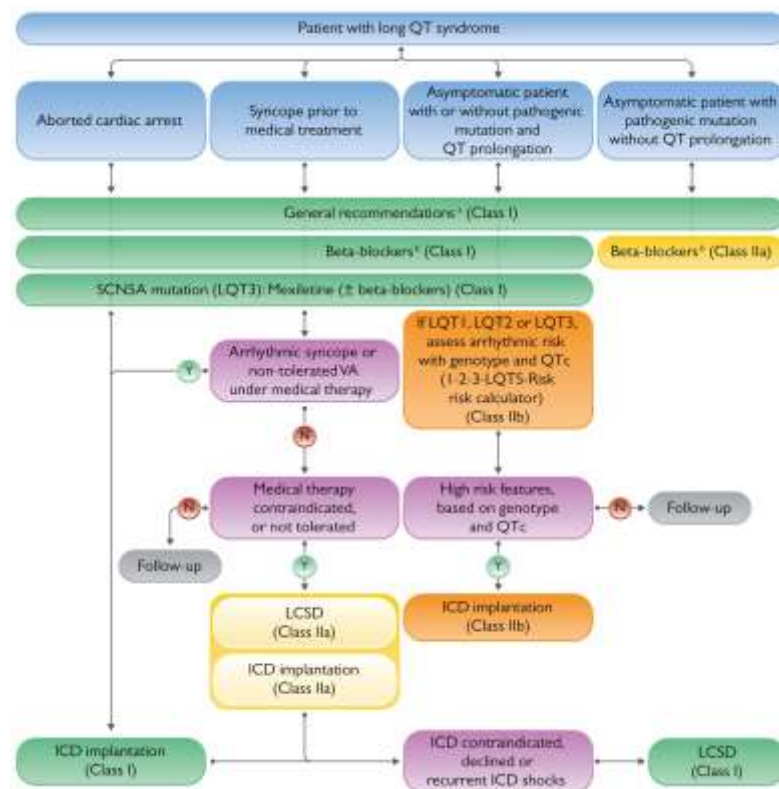 Patient with long QT syndrome
Aborted cardiac arrest
Syncope prior to
medical treatment
Asymptomatic patient
with or without pathogenic
mutation and
QT prolongation
Asymptomatic patient with
pathogenic mutation
without QT prolongation
General recommendations (Class I)
Beta-blockers (Class I)
Beta-blockers (Class IIa)
SCN5A mutation (LQT3): Mexiletine (± beta-blockers) (Class I)
Y
Arrhythmic syncope or
non-tolerated VA
under medical therapy
If LQT1, LQT2 or LQT3,
assess arrhythmic risk
with genotype and QTc
(1-2-3-LQTS-Risk
risk calculator)
(Class IIb)
N
N
Medical therapy
contraindicated,
or not tolerated
High risk features,
based on genotype
and QTc
N
Follow-up
Follow-up
Y
Y
LCSD
(Class IIa)
ICD implantation
(Class IIa)
ICD implantation
(Class IIb)
ICD implantation
(Class I)
ICD contraindicated,
declined or
recurrent ICD shocks
LCSD
(Class I)